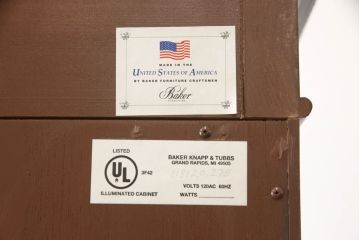 MADE IN THE
UNITED STATES OF AMERICA
BY BAKER FURNITURE CRAFTSMEN
Baker
LISTED
UL
®
3F42
ILLUMINATED CABINET
BAKER KNAPP & TUBBS
GRAND RAPIDS, MI 49505
VOLTS 120AC 60HZ
WATTS